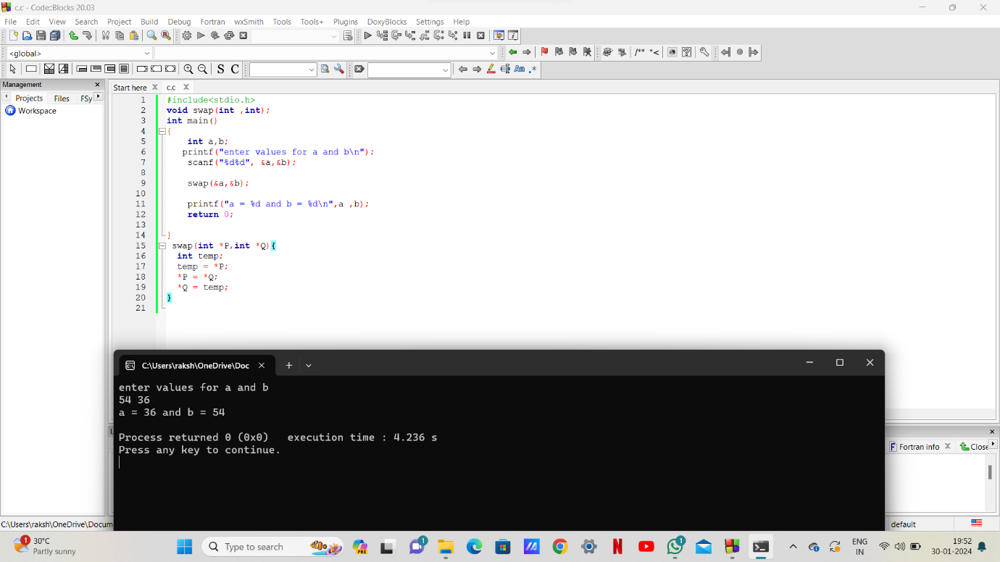 c.c - Code::Blocks 20.03
File Edit View Search Project Build Debug Fortran wxSmith Tools Tools+ Plugins DoxyBlocks Settings Help
<global>
/** *<
S C
Aa .*
Management
Projects Files FSy
Workspace
Start here c.c
1 #include<stdio.h>
2 void swap(int ,int);
3 int main()
4 {
5 int a,b;
6 printf("enter values for a and b\n");
7 scanf("%d%d", &a,&b);
8
9 swap(&a,&b);
10
11 printf("a = %d and b = %d\n",a ,b);
12 return 0;
13
14 }
15 swap(int *P,int *Q){
16 int temp;
17 temp = *P;
18 *P = *Q;
19 *Q = temp;
20 }
21
C:\Users\raksh\OneDrive\Doc
enter values for a and b
54 36
a = 36 and b = 54
Process returned 0 (0x0) execution time : 4.236 s
Press any key to continue.
Fortran info Close
C:\Users\raksh\OneDrive\Docum
default
1
30°C
Partly sunny
Type to search
PRE
1
1
ENG
IN
19:52
30-01-2024